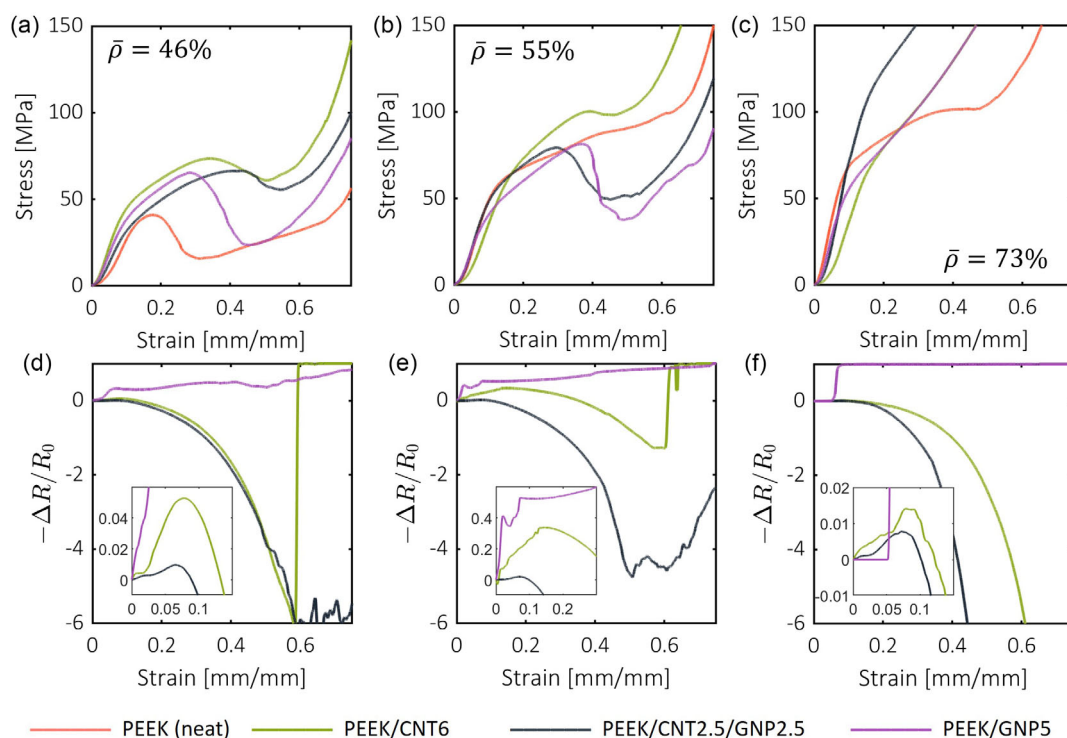 (a)
ρ̄ = 46%
150
100
50
0
Stress [MPa]
0 0.2 0.4 0.6
Strain [mm/mm]
(b)
ρ̄ = 55%
150
100
50
0
Stress [MPa]
0 0.2 0.4 0.6
Strain [mm/mm]
(c)
ρ̄ = 73%
150
100
50
0
Stress [MPa]
0 0.2 0.4 0.6
Strain [mm/mm]
(d)
0
-2
-4
-6
−ΔR/R₀
0.04
0.02
0
0 0.05 0.1
0 0.2 0.4 0.6
Strain [mm/mm]
(e)
0
-2
-4
-6
−ΔR/R₀
0.4
0.2
0
0 0.1 0.2
0 0.2 0.4 0.6
Strain [mm/mm]
(f)
0
-2
-4
-6
−ΔR/R₀
0.02
0.01
0
-0.01
0 0.05 0.1
0 0.2 0.4 0.6
Strain [mm/mm]
PEEK (neat) PEEK/CNT6 PEEK/CNT2.5/GNP2.5 PEEK/GNP5